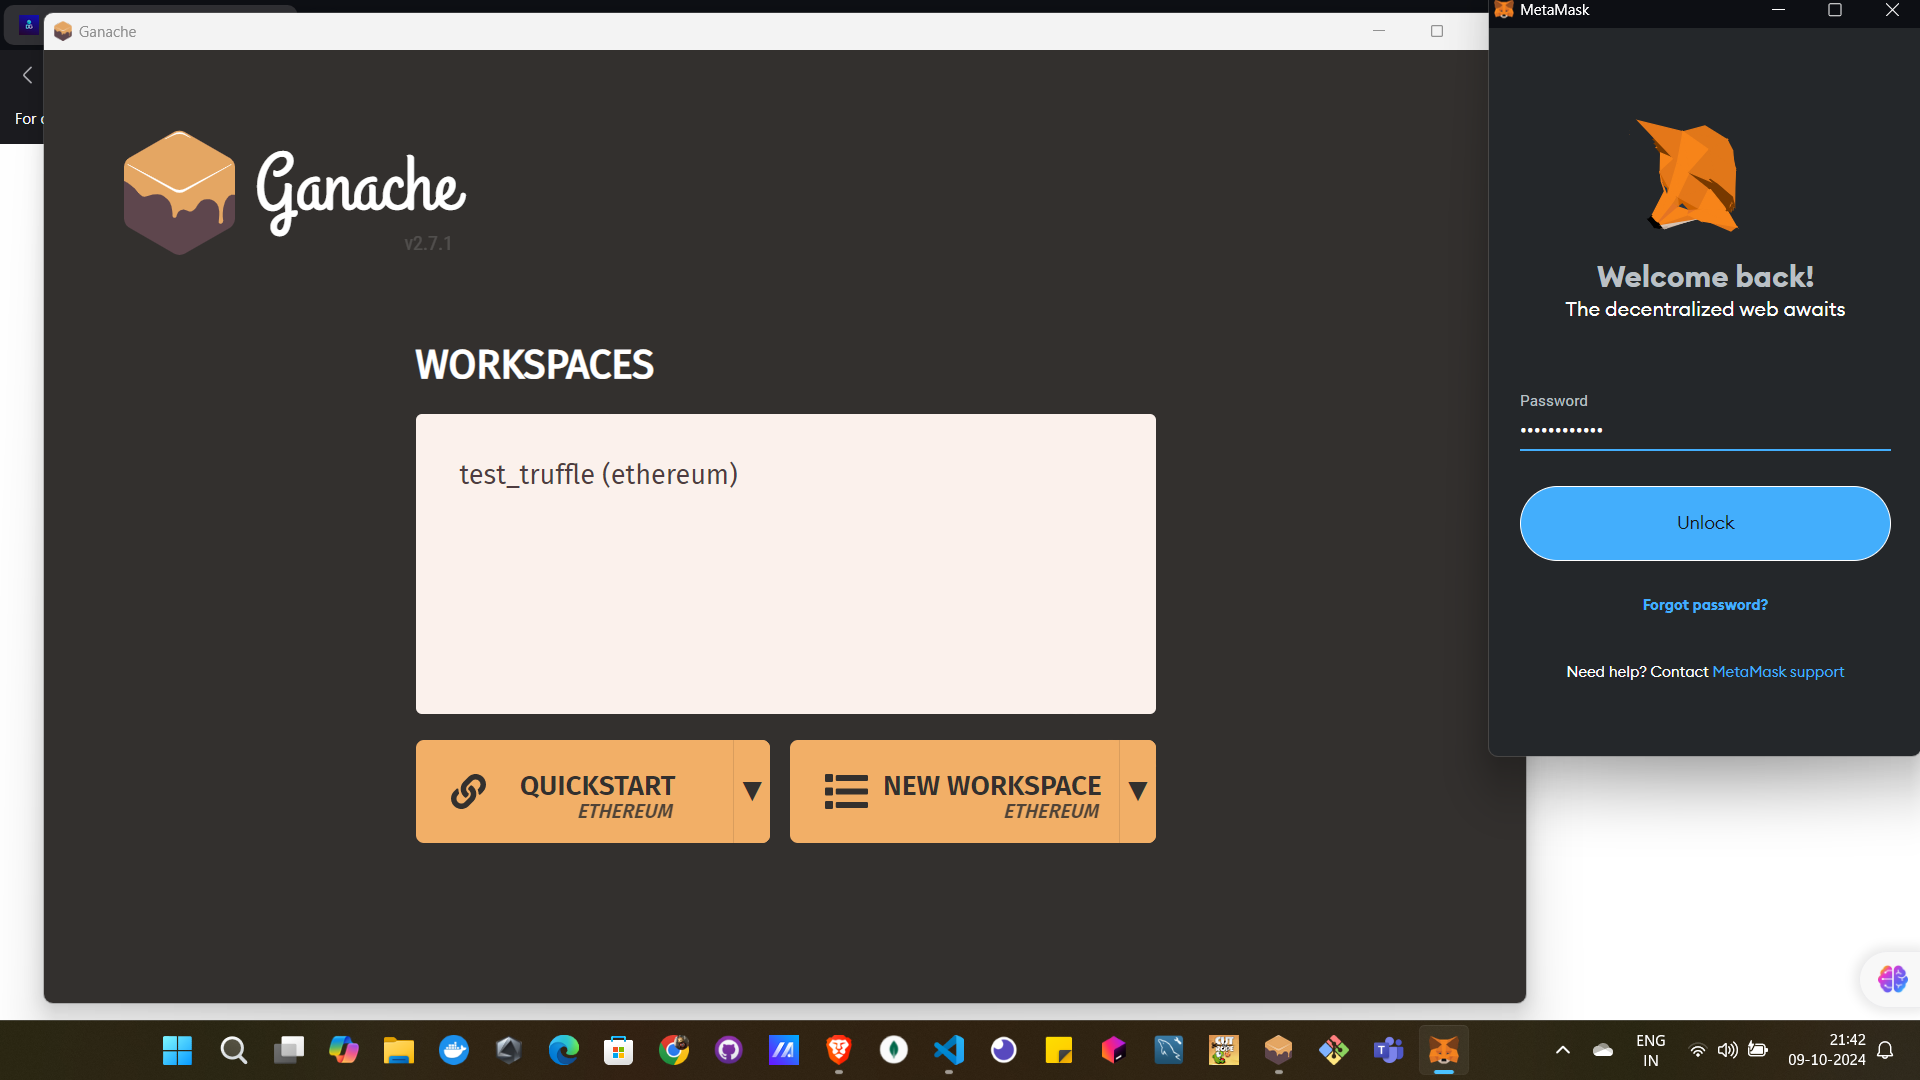 Ganache
For
Ganache
v2.7.1
WORKSPACES
test_truffle (ethereum)
QUICKSTART
ETHEREUM
NEW WORKSPACE
ETHEREUM
MetaMask
Welcome back!
The decentralized web awaits
Password
••••••••••••
Unlock
Forgot password?
Need help? Contact MetaMask support
ENG
IN
21:42
09-10-2024